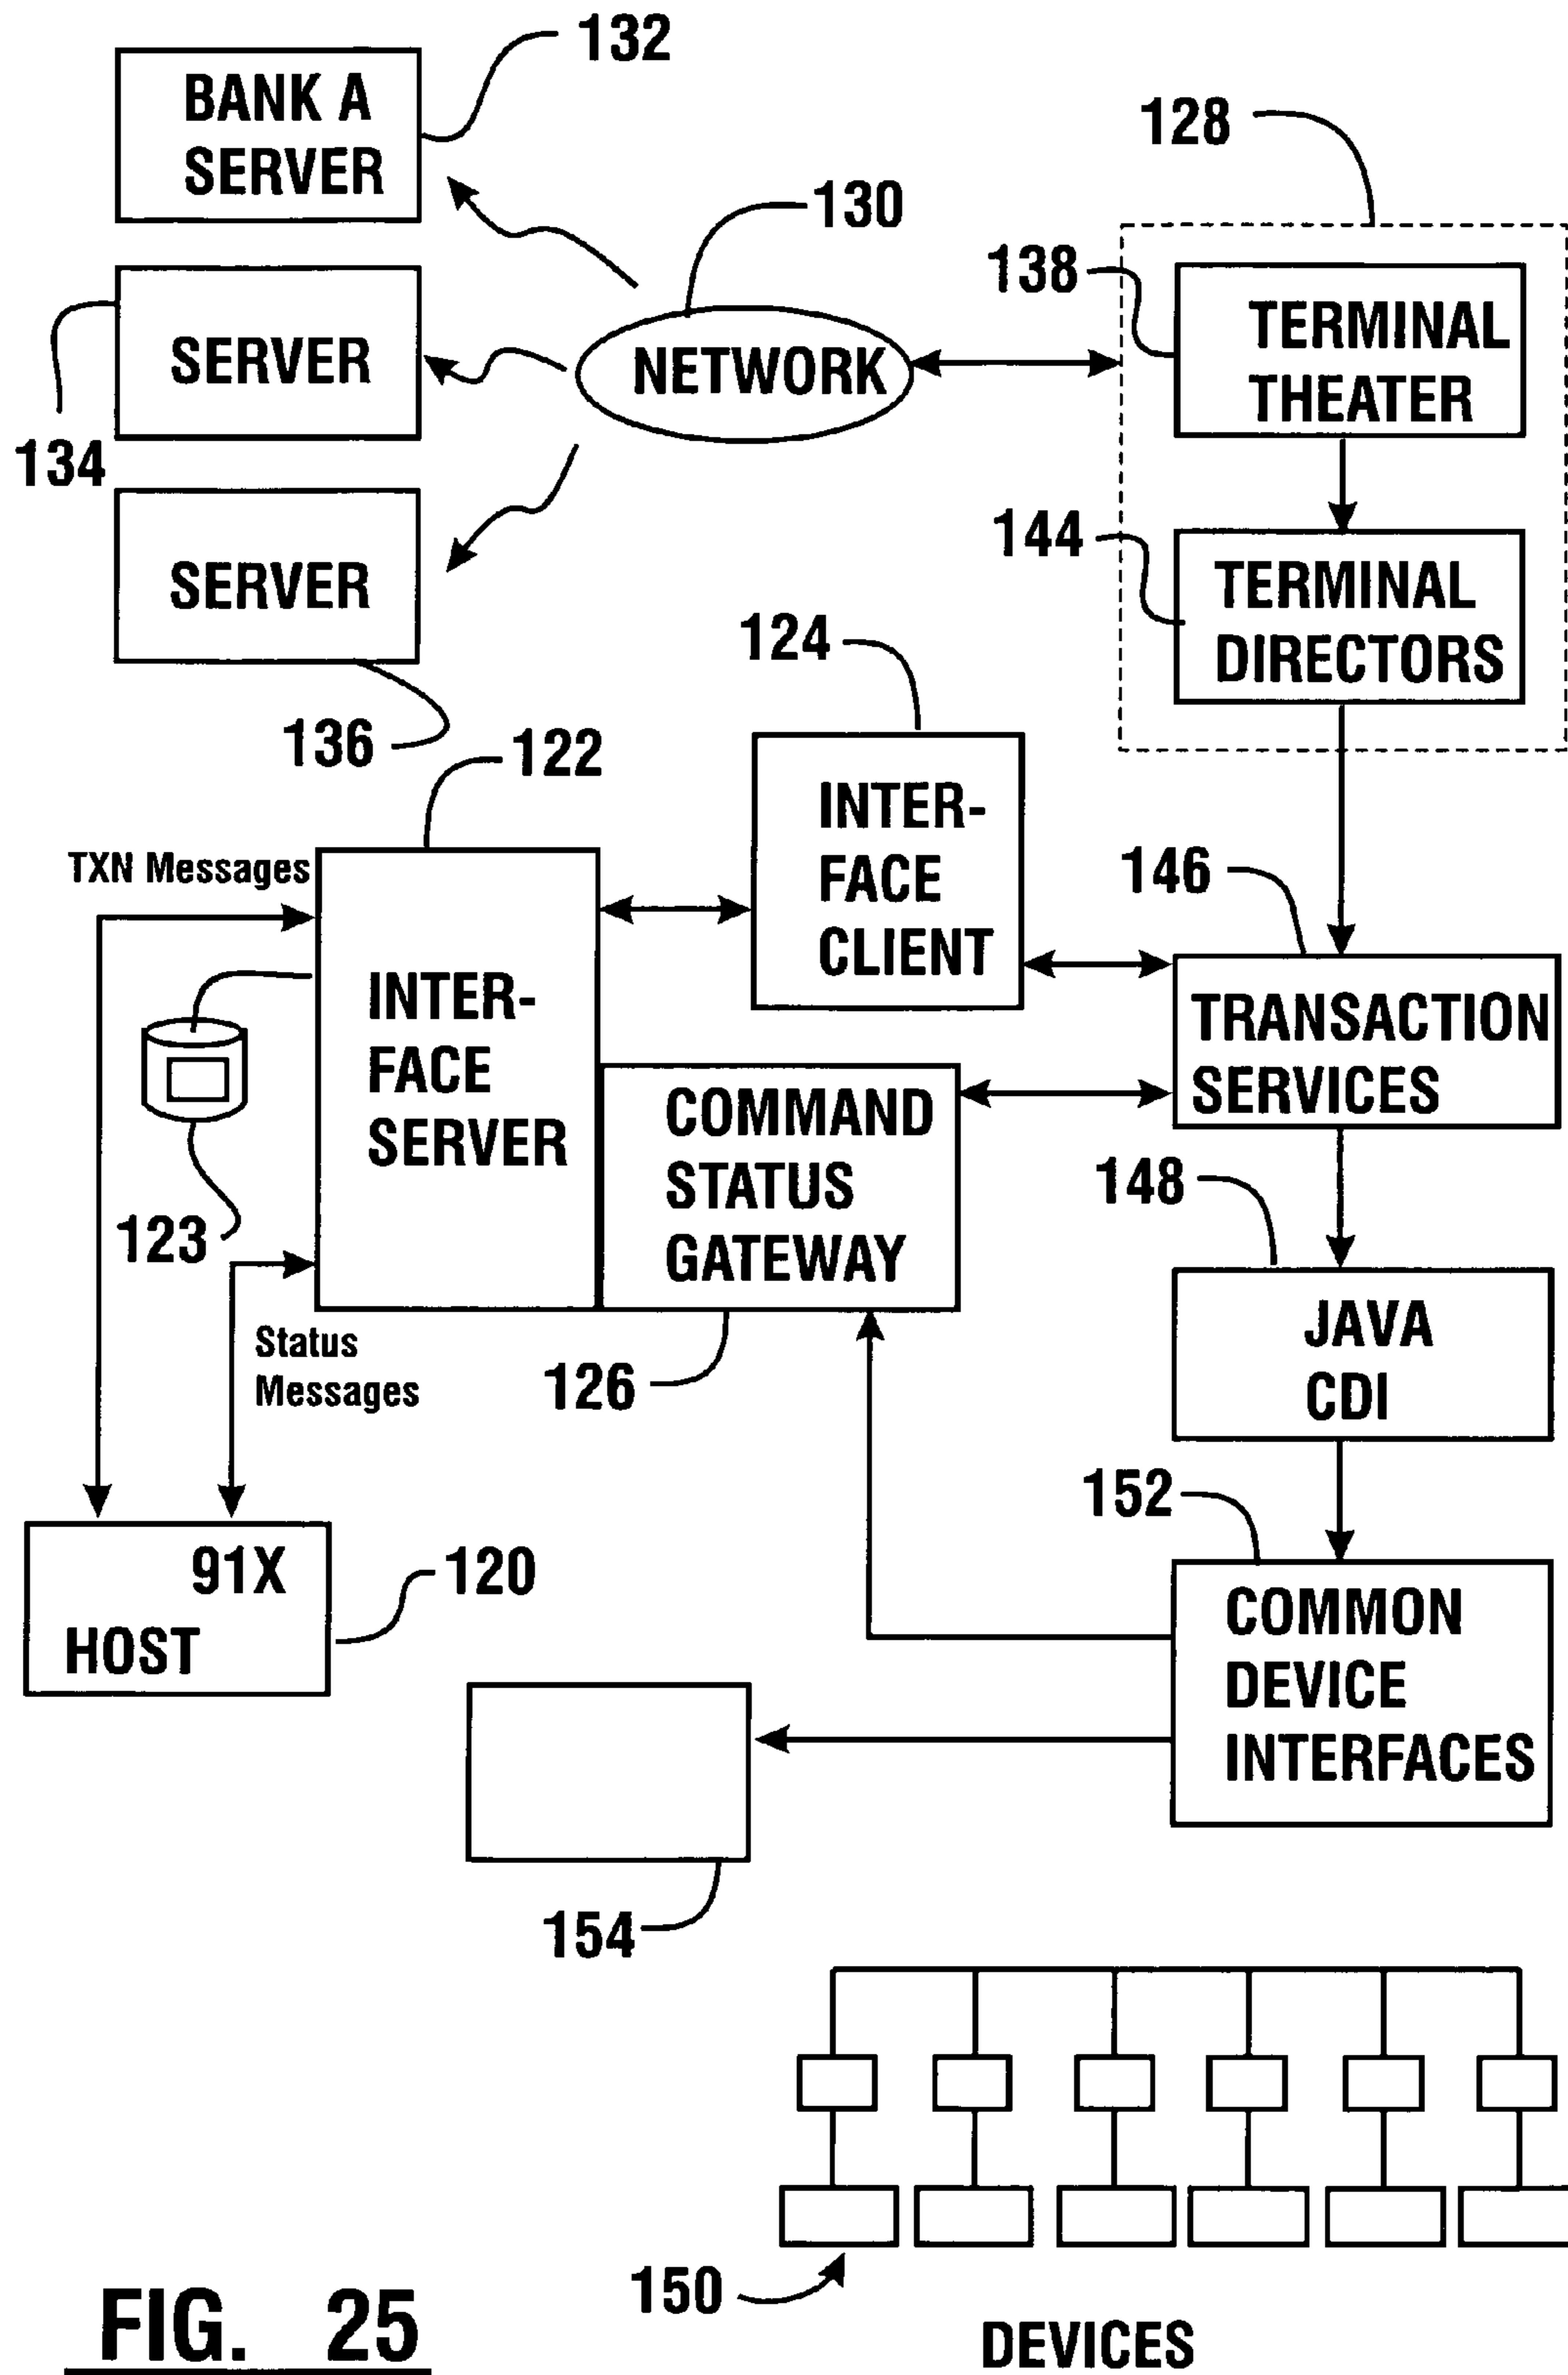 132
BANK A
SERVER
128
130
138
TERMINAL
THEATER
NETWORK
SERVER
134
144
TERMINAL
DIRECTORS
SERVER
124
136
122
INTER-
FACE
CLIENT
TXN Messages
146
INTER-
FACE
SERVER
TRANSACTION
SERVICES
COMMAND
STATUS
GATEWAY
148
123
Status
Messages
126
JAVA
CDI
152
91X
HOST
120
COMMON
DEVICE
INTERFACES
154
150
DEVICES
FIG. 25